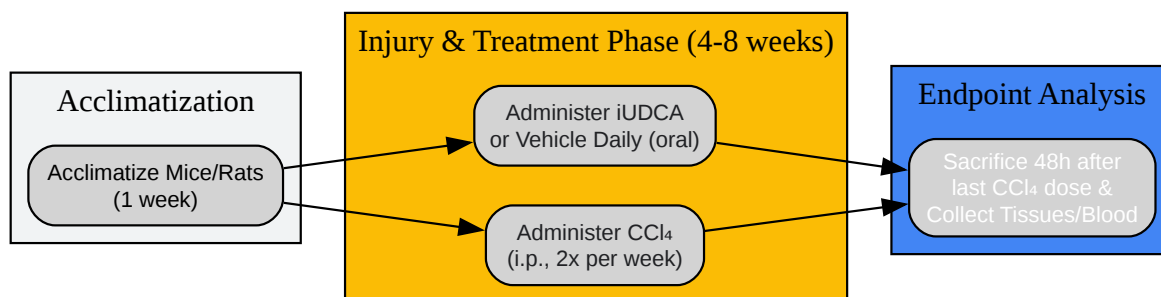 Acclimatization
Acclimatize Mice/Rats
(1 week)
Injury & Treatment Phase (4-8 weeks)
Administer iUDCA
or Vehicle Daily (oral)
Administer CCl₄
(i.p., 2x per week)
Endpoint Analysis
Sacrifice 48h after
last CCl₄ dose &
Collect Tissues/Blood